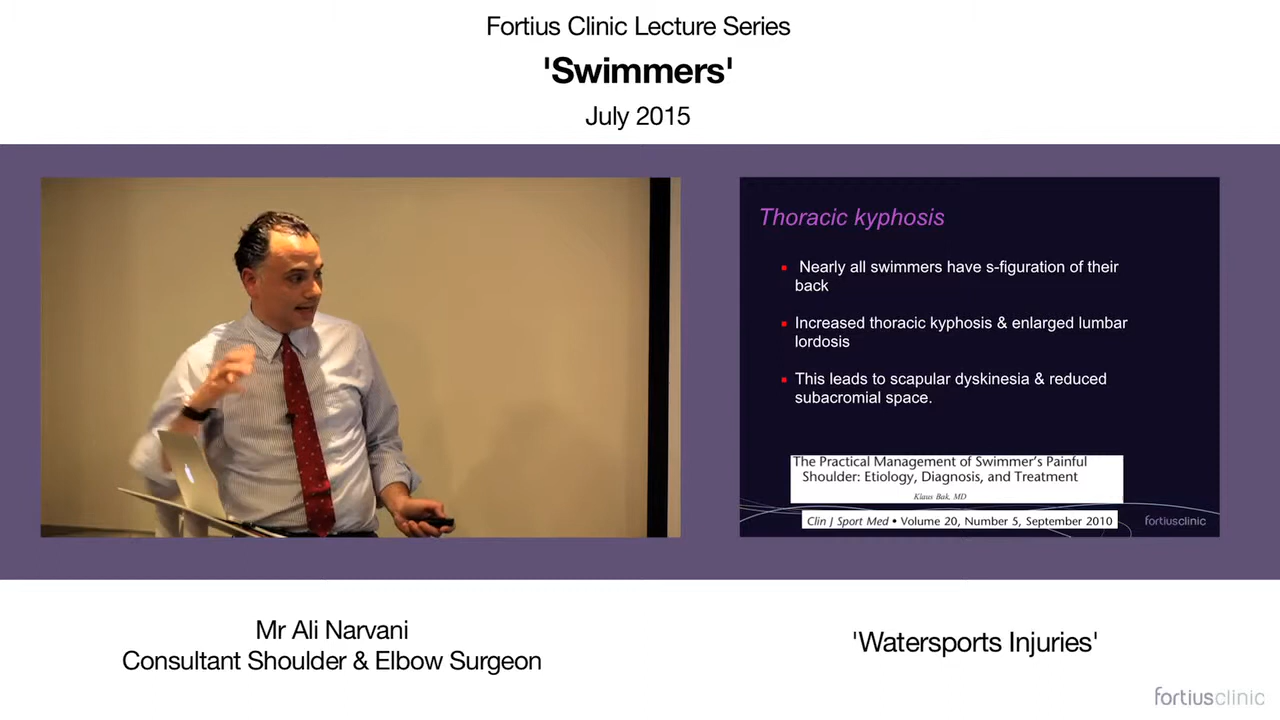 Fortius Clinic Lecture Series
'Swimmers'
July 2015
Thoracic kyphosis
Nearly all swimmers have s-figuration of their
back
Increased thoracic kyphosis & enlarged lumbar
lordosis
This leads to scapular dyskinesia & reduced
subacromial space.
The Practical Management of Swimmer's Painful
Shoulder: Etiology, Diagnosis, and Treatment
Klaus Bak, MD
Clin J Sport Med • Volume 20, Number 5, September 2010
fortiusclinic
Mr Ali Narvani
Consultant Shoulder & Elbow Surgeon
'Watersports Injuries'
fortiusclinic